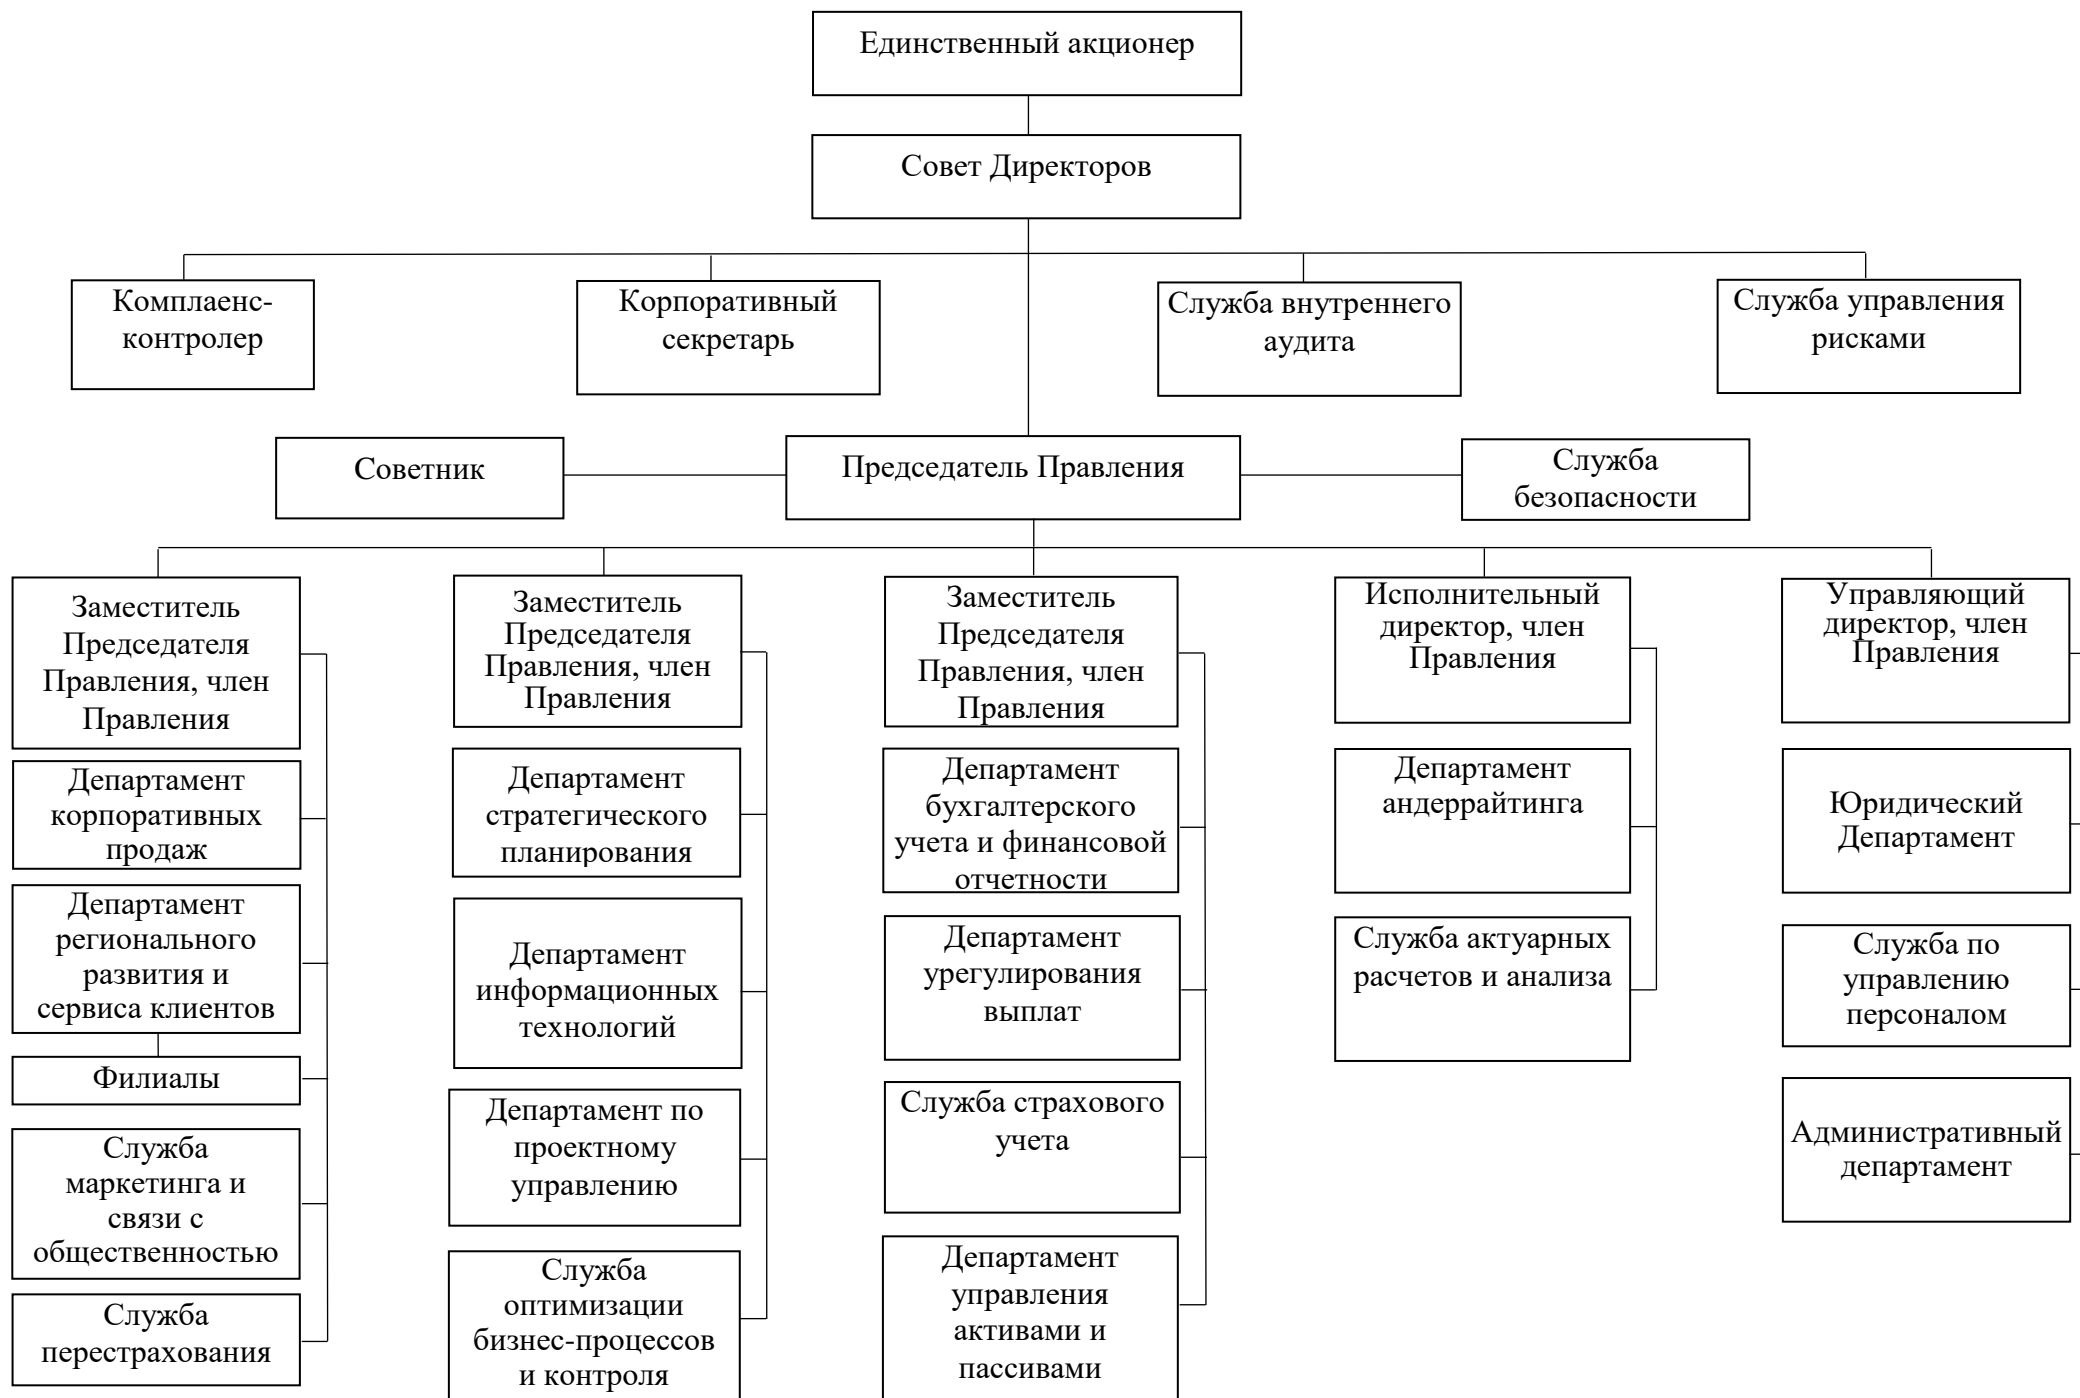 Единственный акционер
Совет Директоров
Комплаенс-
контролер
Корпоративный
секретарь
Служба внутреннего
аудита
Служба управления
рисками
Советник
Председатель Правления
Служба
безопасности
Заместитель
Председателя
Правления, член
Правления
Заместитель
Председателя
Правления, член
Правления
Заместитель
Председателя
Правления, член
Правления
Исполнительный
директор, член
Правления
Управляющий
директор, член
Правления
Департамент
корпоративных
продаж
Департамент
стратегического
планирования
Департамент
бухгалтерского
учета и финансовой
отчетности
Департамент
андеррайтинга
Юридический
Департамент
Департамент
регионального
развития и
сервиса клиентов
Департамент
информационных
технологий
Департамент
урегулирования
выплат
Служба актуарных
расчетов и анализа
Служба по
управлению
персоналом
Филиалы
Департамент по
проектному
управлению
Служба страхового
учета
Административный
департамент
Служба
маркетинга и
связи с
общественностью
Служба
оптимизации
бизнес-процессов
и контроля
Департамент
управления
активами и
пассивами
Служба
перестрахования